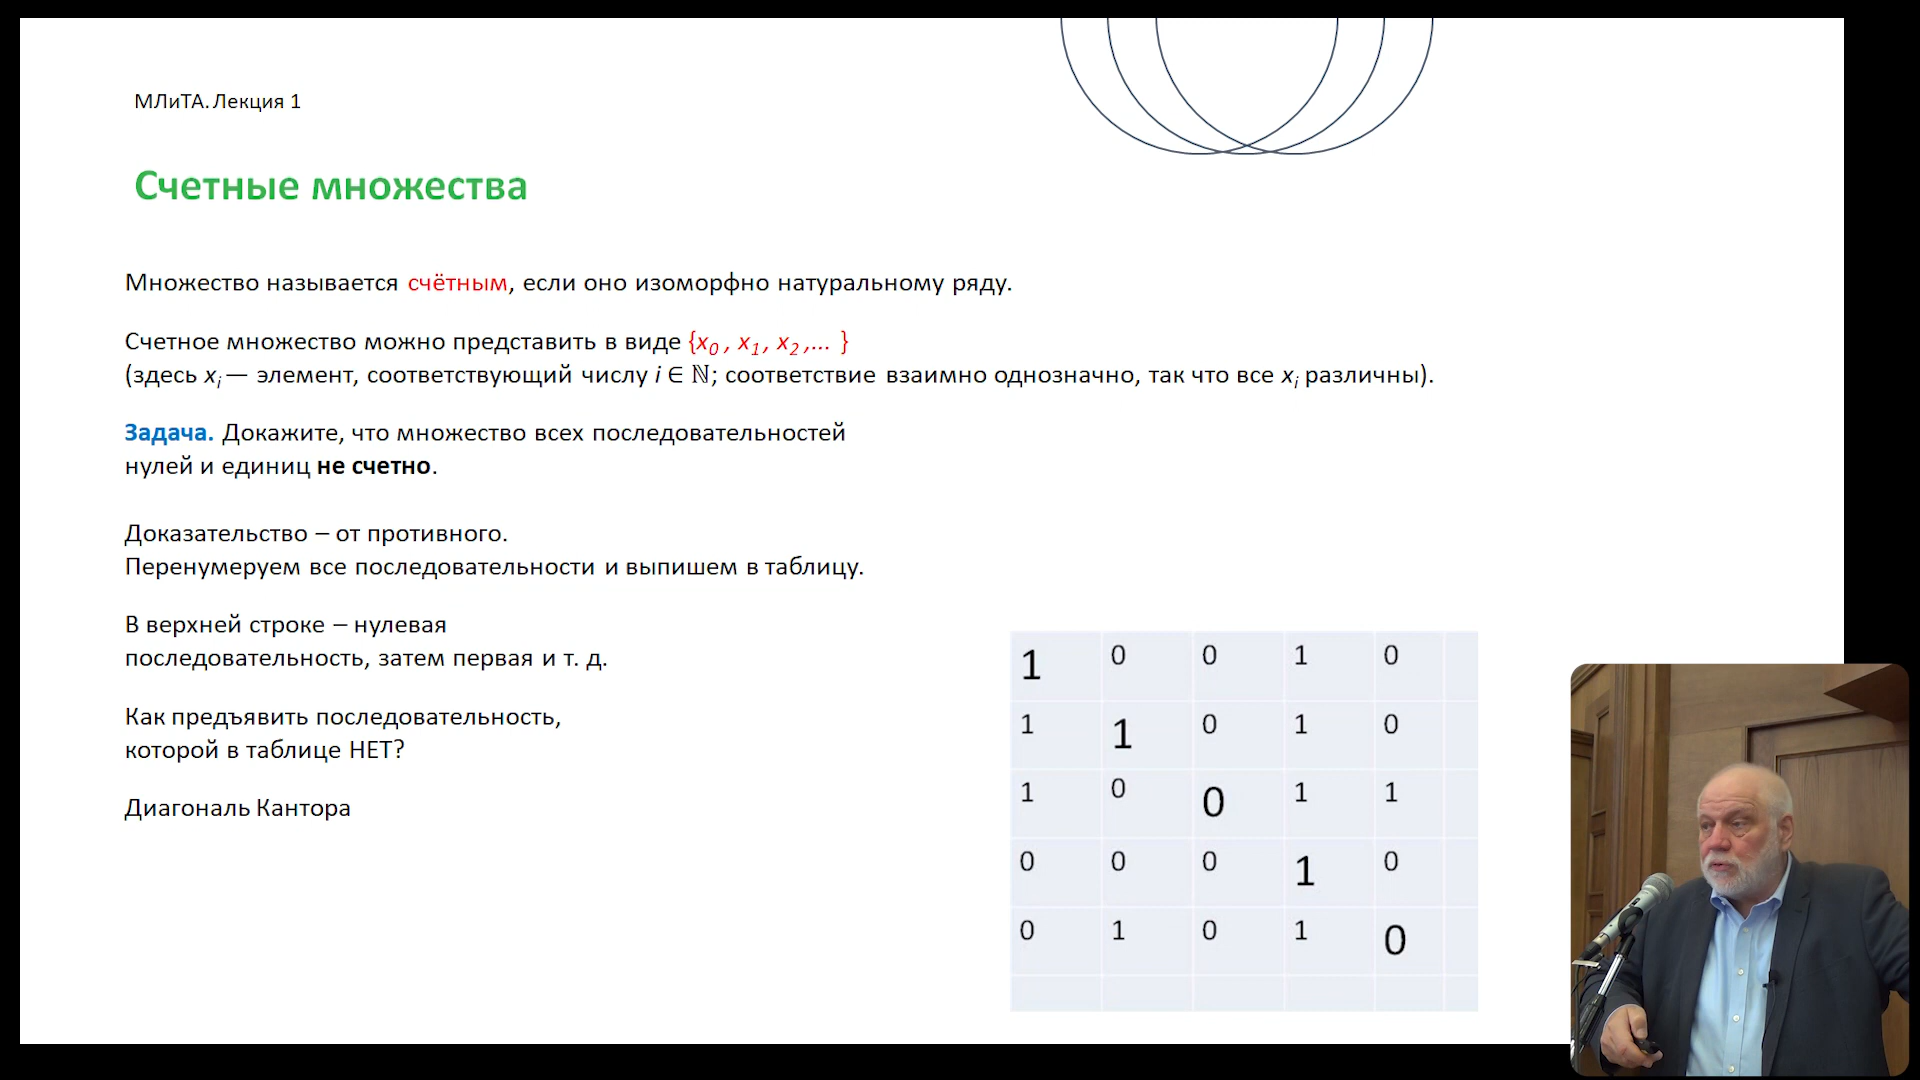 МЛиТА. Лекция 1
Счетные множества
Множество называется счётным, если оно изоморфно натуральному ряду.
Счетное множество можно представить в виде {x₀ , x₁ , x₂ ,... }
(здесь xᵢ — элемент, соответствующий числу i ∈ ℕ; соответствие взаимно однозначно, так что все xᵢ различны).
Задача. Докажите, что множество всех последовательностей
нулей и единиц не счетно.
Доказательство – от противного.
Перенумеруем все последовательности и выпишем в таблицу.
В верхней строке – нулевая
последовательность, затем первая и т. д.
Как предъявить последовательность,
которой в таблице НЕТ?
Диагональ Кантора
1 0 0 1 0
1 1 0 1 0
1 0 0 1 1
0 0 0 1 0
0 1 0 1 0